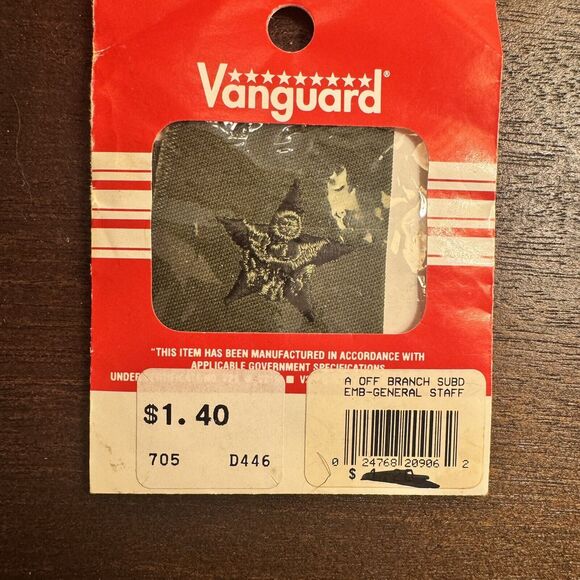 Vanguard®
"THIS ITEM HAS BEEN MANUFACTURED IN ACCORDANCE WITH
APPLICABLE GOVERNMENT SPECIFICATIONS
UNDER
$1.40
705 D446
A OFF BRANCH SUBD
EMB-GENERAL STAFF
0 24768 20906 2
$